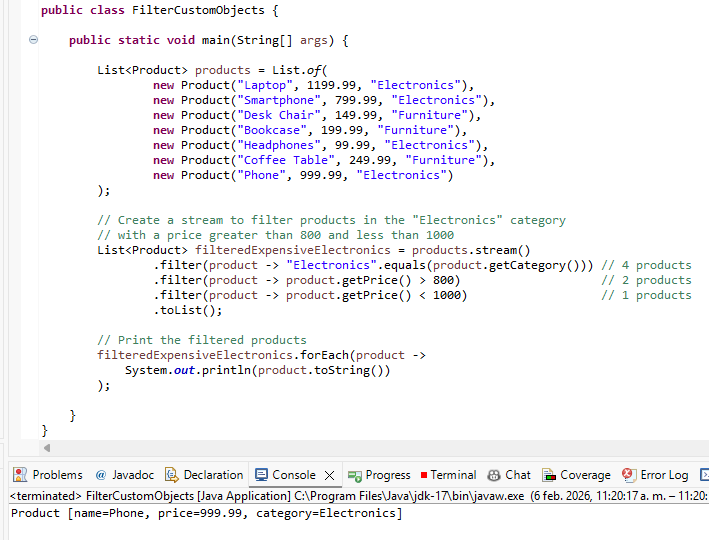 public class FilterCustomObjects {
public static void main(String[] args) {
List<Product> products = List.of(
new Product("Laptop", 1199.99, "Electronics"),
new Product("Smartphone", 799.99, "Electronics"),
new Product("Desk Chair", 149.99, "Furniture"),
new Product("Bookcase", 199.99, "Furniture"),
new Product("Headphones", 99.99, "Electronics"),
new Product("Coffee Table", 249.99, "Furniture"),
new Product("Phone", 999.99, "Electronics")
);
// Create a stream to filter products in the "Electronics" category
// with a price greater than 800 and less than 1000
List<Product> filteredExpensiveElectronics = products.stream()
.filter(product -> "Electronics".equals(product.getCategory())) // 4 products
.filter(product -> product.getPrice() > 800) // 2 products
.filter(product -> product.getPrice() < 1000) // 1 products
.toList();
// Print the filtered products
filteredExpensiveElectronics.forEach(product ->
System.out.println(product.toString())
);
}
}
Problems @ Javadoc Declaration Console Progress Terminal Chat Coverage Error Log
<terminated> FilterCustomObjects [Java Application] C:\Program Files\Java\jdk-17\bin\javaw.exe (6 feb. 2026, 11:20:17 a. m. – 11:20:
Product [name=Phone, price=999.99, category=Electronics]